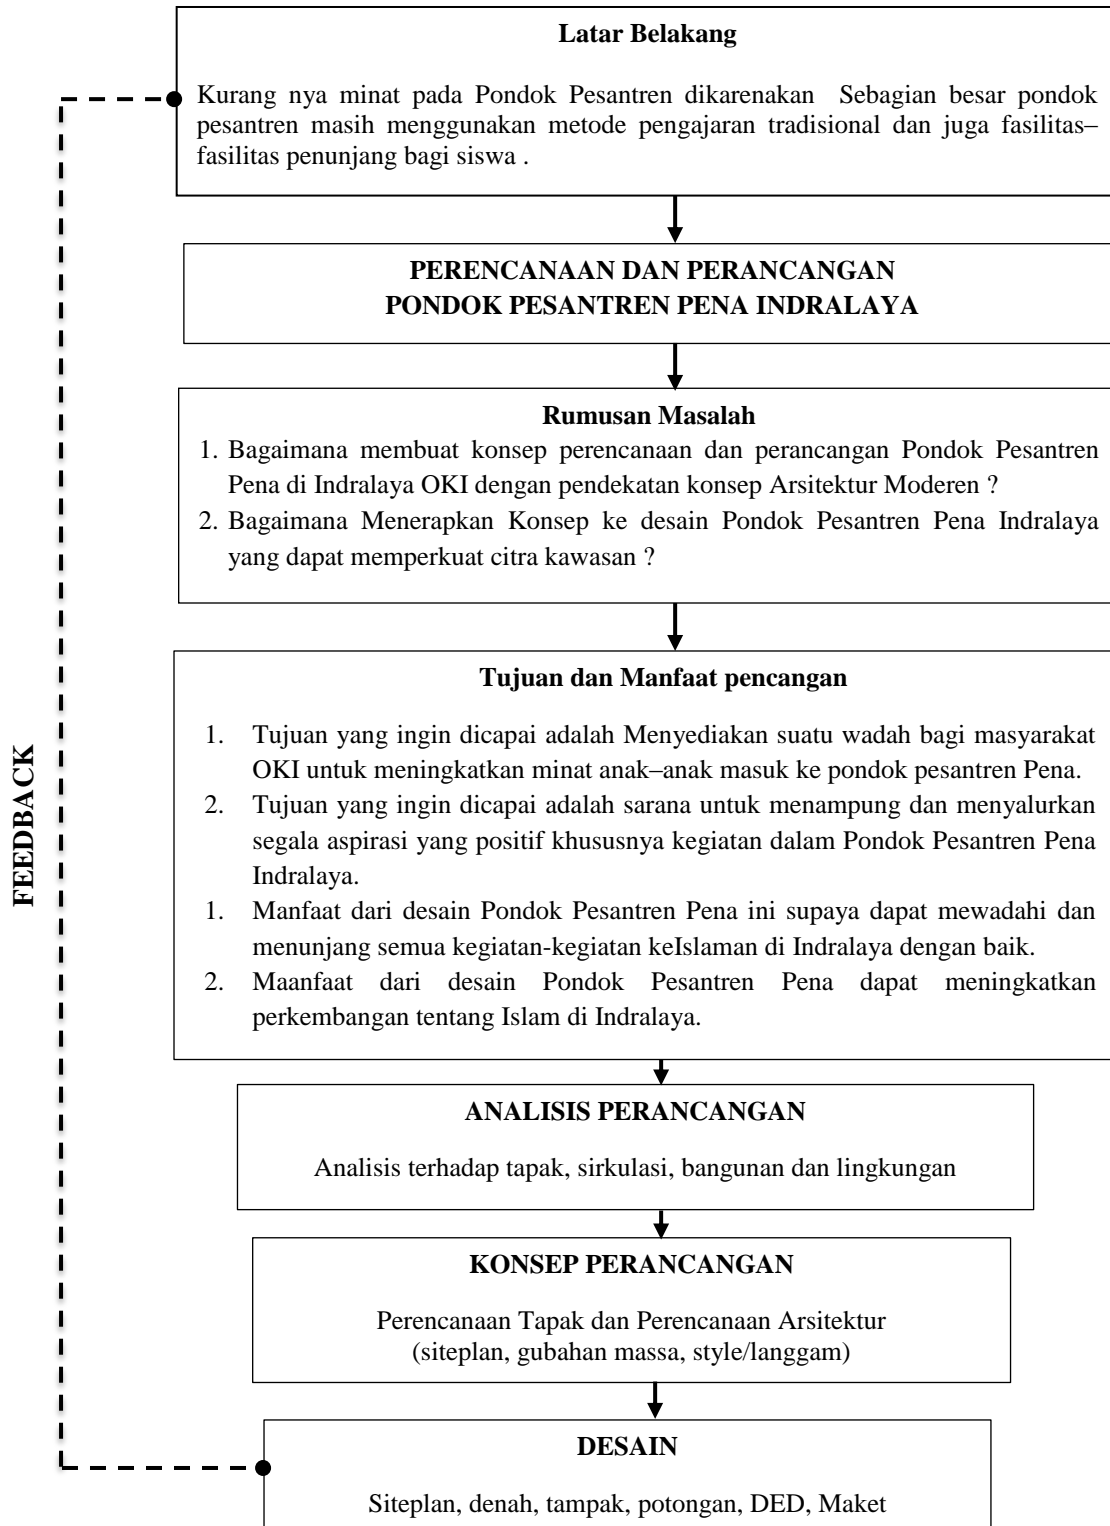 Latar Belakang
Kurang nya minat pada Pondok Pesantren dikarenakan Sebagian besar pondok
pesantren masih menggunakan metode pengajaran tradisional dan juga fasilitas–
fasilitas penunjang bagi siswa .
PERENCANAAN DAN PERANCANGAN
PONDOK PESANTREN PENA INDRALAYA
Rumusan Masalah
1. Bagaimana membuat konsep perencanaan dan perancangan Pondok Pesantren
Pena di Indralaya OKI dengan pendekatan konsep Arsitektur Moderen ?
2. Bagaimana Menerapkan Konsep ke desain Pondok Pesantren Pena Indralaya
yang dapat memperkuat citra kawasan ?
Tujuan dan Manfaat pencangan
1. Tujuan yang ingin dicapai adalah Menyediakan suatu wadah bagi masyarakat
OKI untuk meningkatkan minat anak–anak masuk ke pondok pesantren Pena.
2. Tujuan yang ingin dicapai adalah sarana untuk menampung dan menyalurkan
segala aspirasi yang positif khususnya kegiatan dalam Pondok Pesantren Pena
Indralaya.
1. Manfaat dari desain Pondok Pesantren Pena ini supaya dapat mewadahi dan
menunjang semua kegiatan-kegiatan keIslaman di Indralaya dengan baik.
2. Maanfaat dari desain Pondok Pesantren Pena dapat meningkatkan
perkembangan tentang Islam di Indralaya.
ANALISIS PERANCANGAN
Analisis terhadap tapak, sirkulasi, bangunan dan lingkungan
KONSEP PERANCANGAN
Perencanaan Tapak dan Perencanaan Arsitektur
(siteplan, gubahan massa, style/langgam)
DESAIN
Siteplan, denah, tampak, potongan, DED, Maket
FEEDBACK